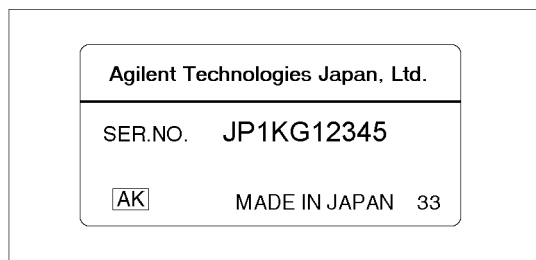 Agilent Technologies Japan, Ltd.
SER.NO. JP1KG12345
AK MADE IN JAPAN 33